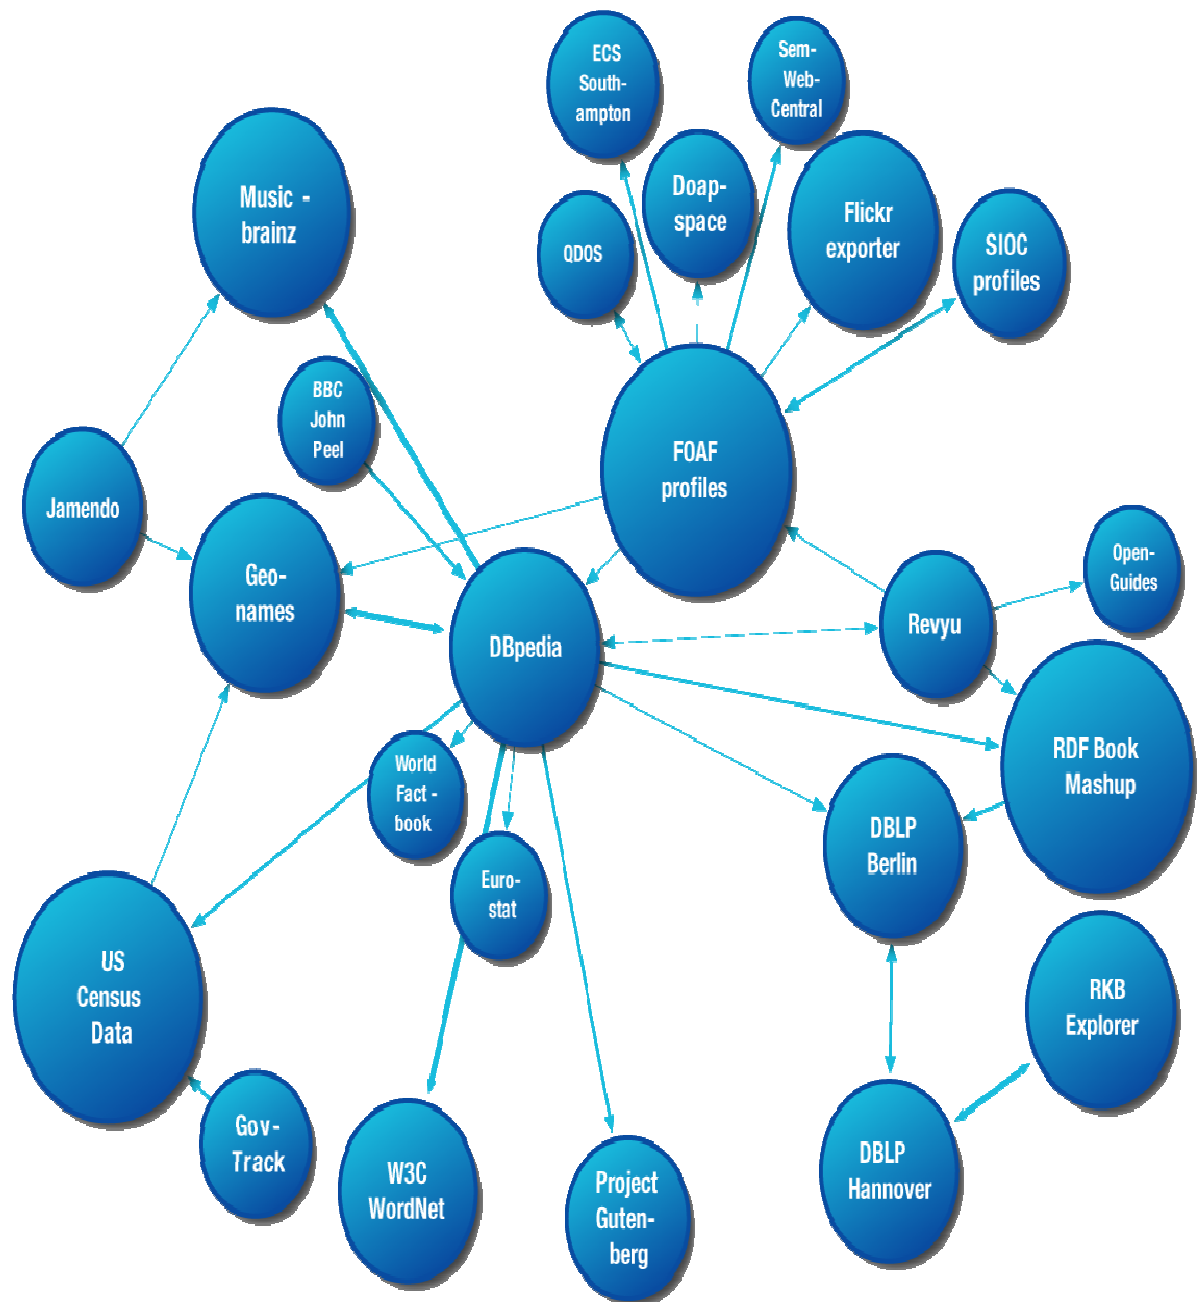 ECS
South-
ampton
Sem-
Web-
Central
Music -
brainz
Doap-
space
Flickr
exporter
QDOS
SIOC
profiles
BBC
John
Peel
FOAF
profiles
Jamendo
Geo-
names
Open-
Guides
Revyu
DBpedia
RDF Book
Mashup
World
Fact -
book
DBLP
Berlin
Euro-
stat
US
Census
Data
RKB
Explorer
Gov-
Track
W3C
WordNet
Project
Guten-
berg
DBLP
Hannover